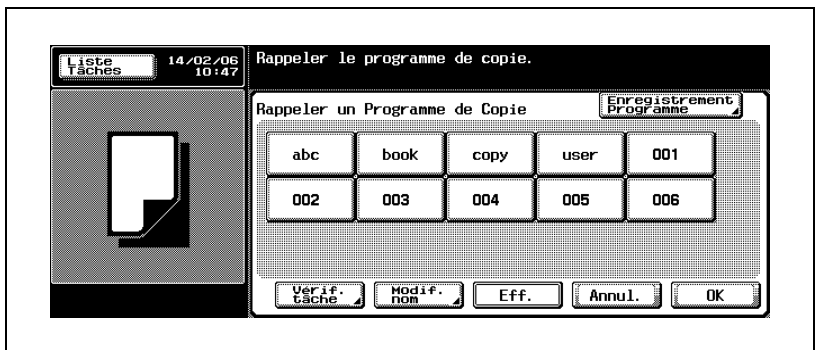 Liste
Tâches
14/02/06
10:47
Rappeler le programme de copie.
Rappeler un Programme de Copie
Enregistrement
Programme
abc book copy user 001
002 003 004 005 006
Vérif.
tâche
Modif.
nom
Eff.
Annul.
OK